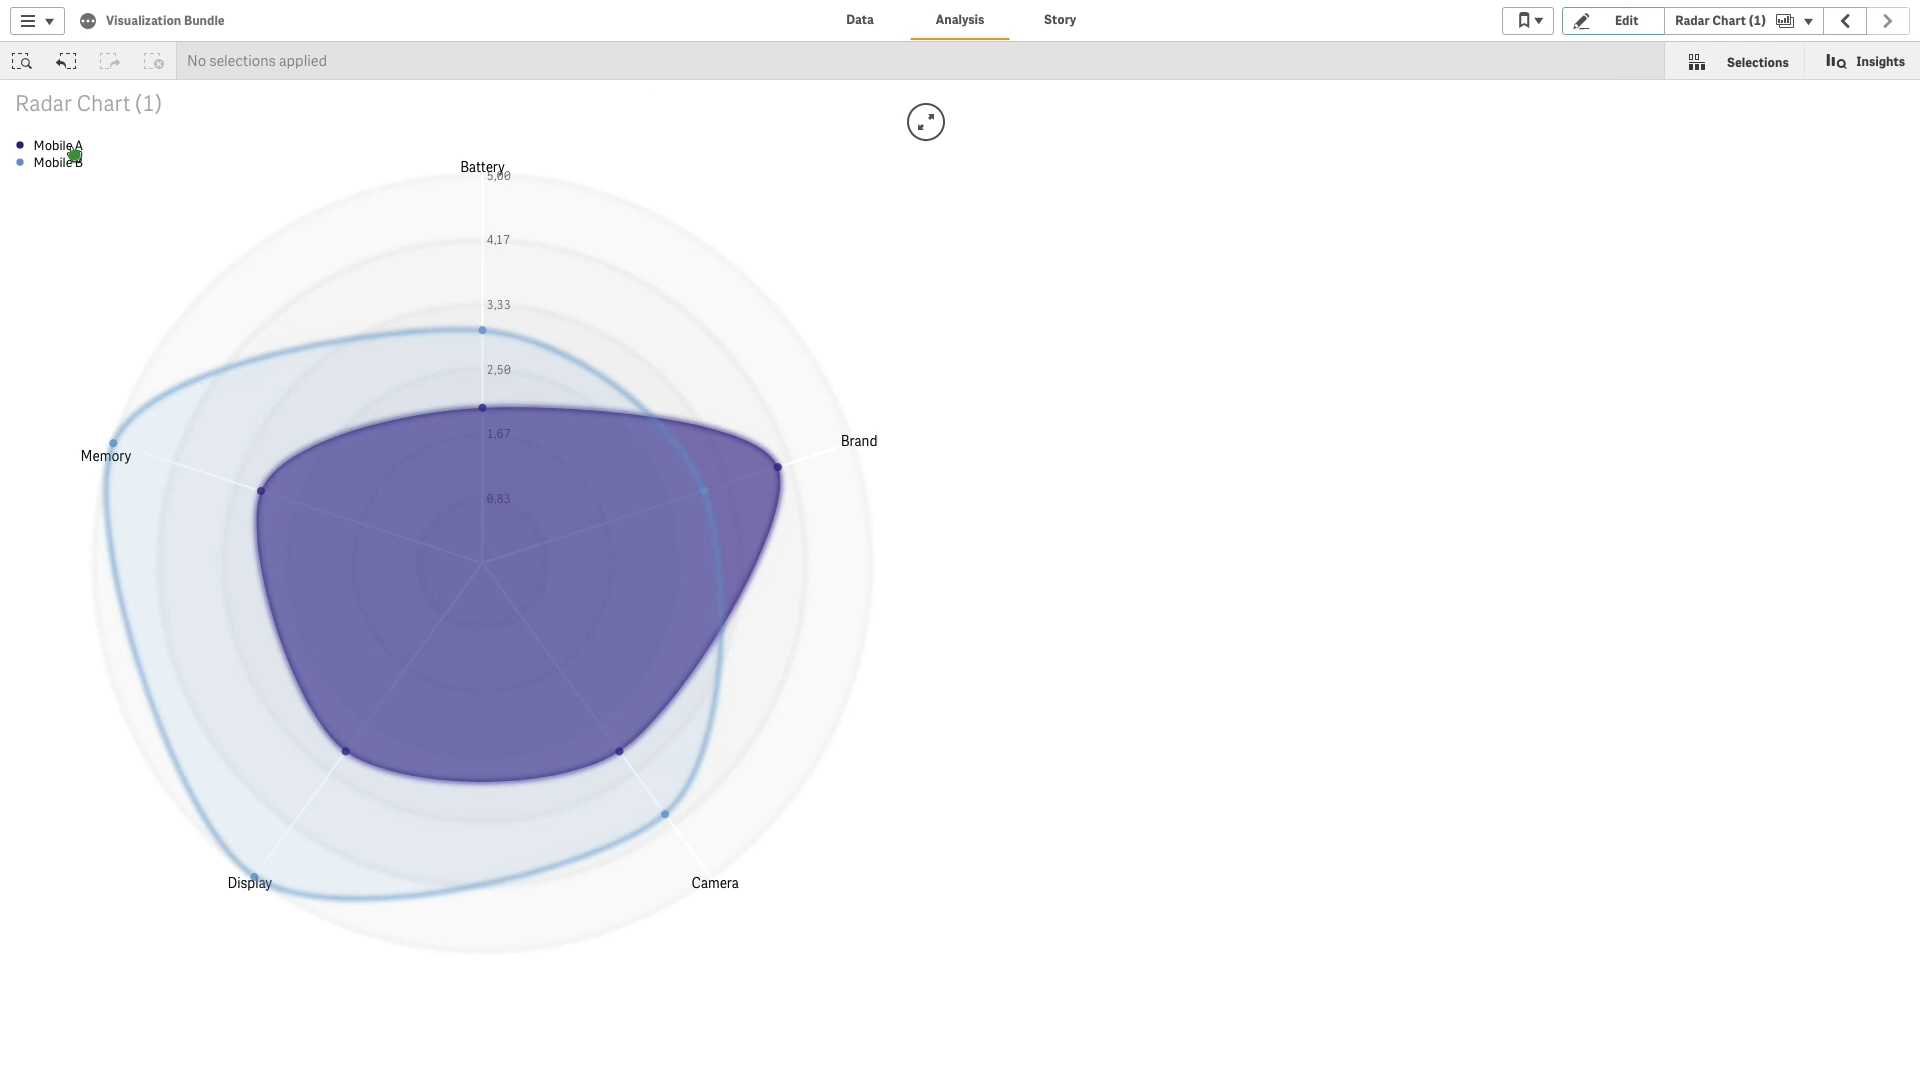 Visualization Bundle
Data
Analysis
Story
Edit
Radar Chart (1)
No selections applied
Selections
Insights
Radar Chart (1)
Mobile A
Mobile B
Battery
5,00
4,17
3,33
2,50
1,67
0,83
Brand
Memory
Display
Camera